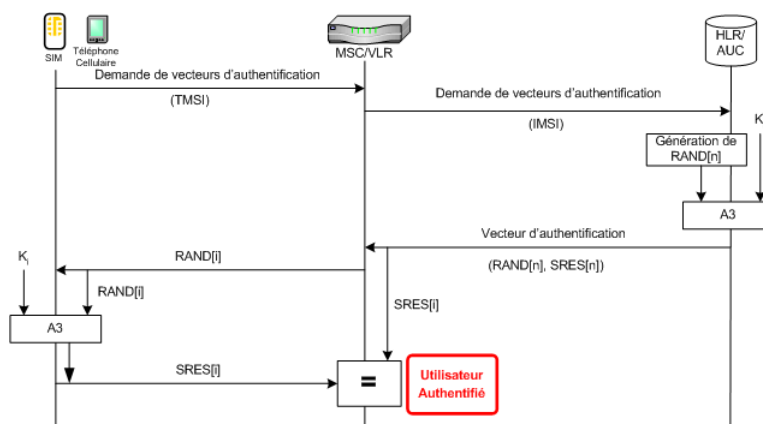 SIM
Téléphone
Cellulaire
MSC/VLR
HLR/
AUC
Demande de vecteurs d'authentification
(TMSI)
Demande de vecteurs d'authentification
(IMSI)
K
Génération de
RAND[n]
A3
Vecteur d'authentification
(RAND[n], SRES[n])
RAND[i]
Ki
RAND[i]
SRES[i]
A3
SRES[i]
=
Utilisateur
Authentifié